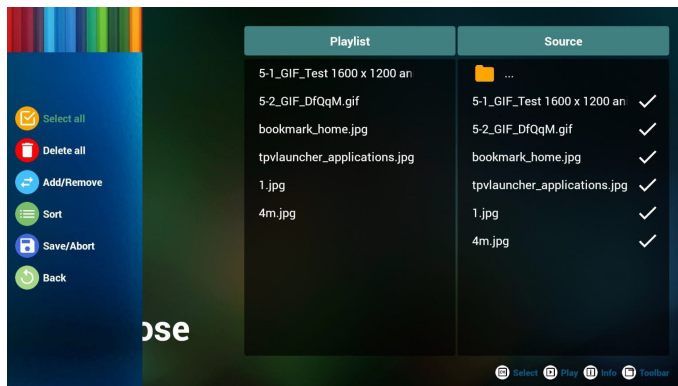 Playlist
Source
5-1_GIF_Test 1600 x 1200 an
5-2_GIF_DfQqM.gif
bookmark_home.jpg
tpvlauncher_applications.jpg
1.jpg
4m.jpg
...
5-1_GIF_Test 1600 x 1200 an
5-2_GIF_DfQqM.gif
bookmark_home.jpg
tpvlauncher_applications.jpg
1.jpg
4m.jpg
Select all
Delete all
Add/Remove
Sort
Save/Abort
Back
ose
Select Play Info Toolbar